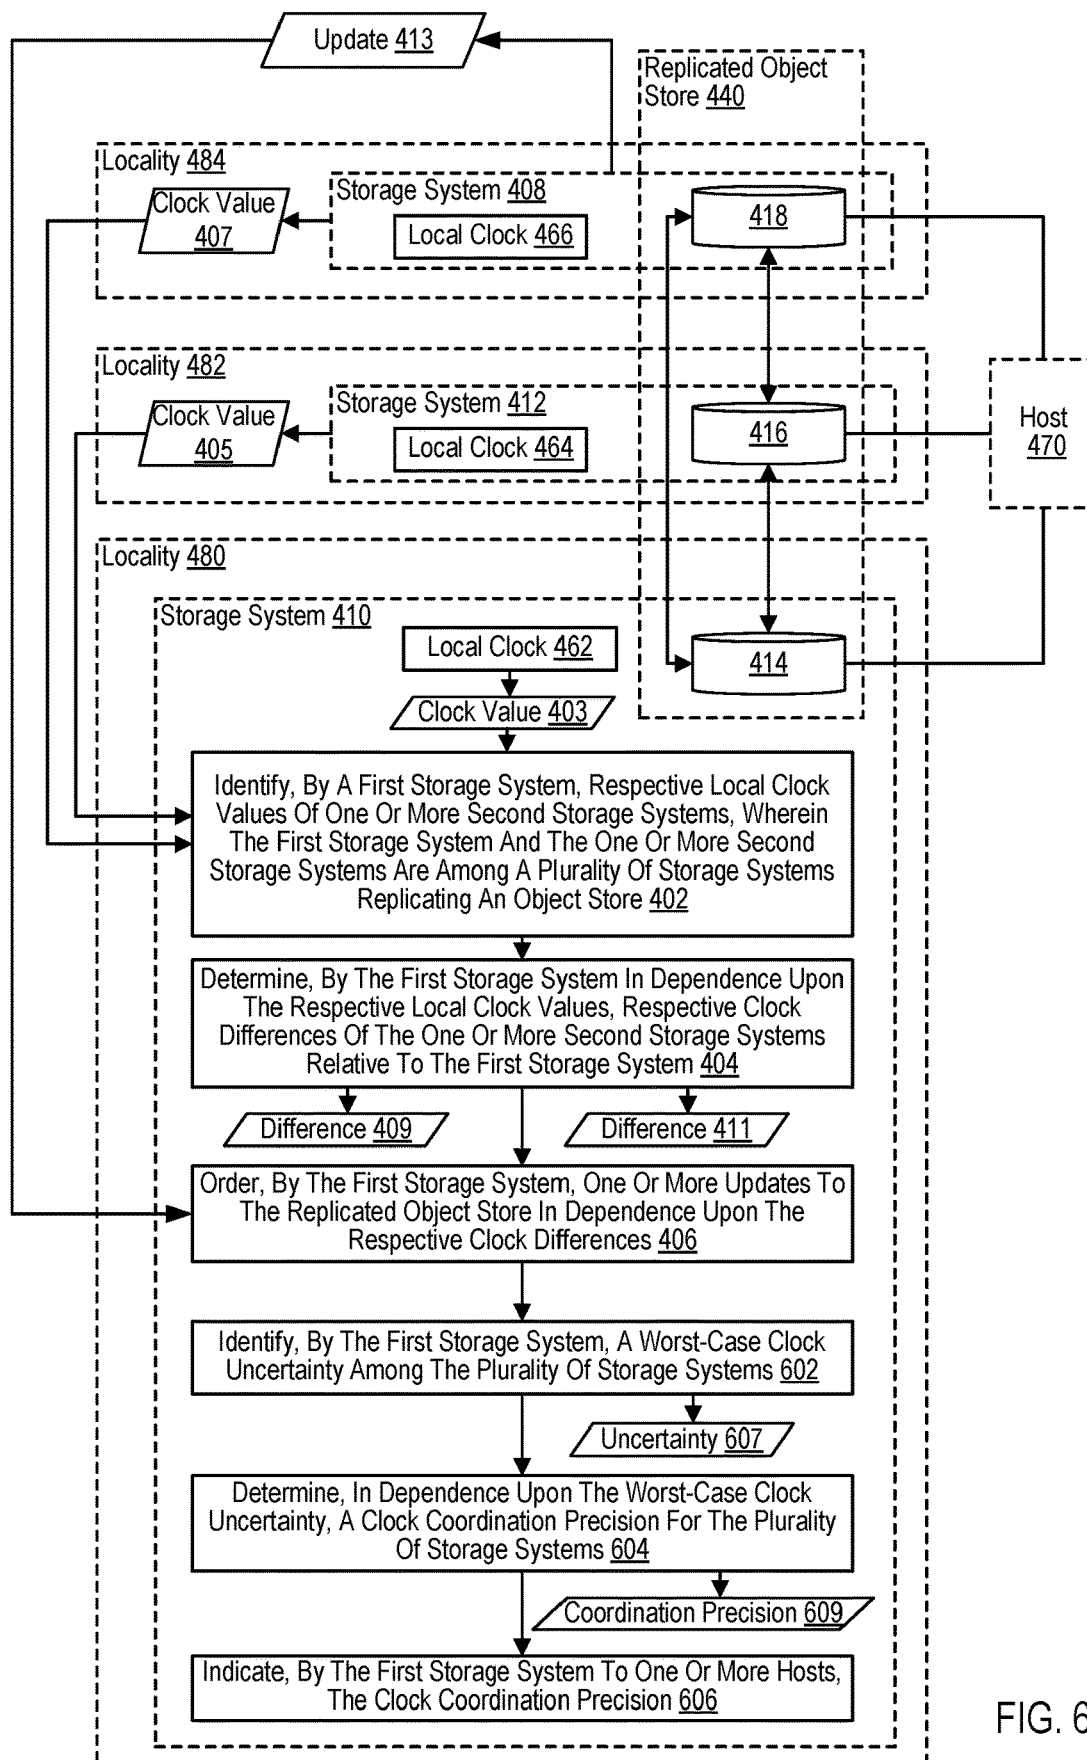 Update 413
Replicated Object
Store 440
Locality 484
Clock Value
407
Storage System 408
Local Clock 466
418
Locality 482
Clock Value
405
Storage System 412
Local Clock 464
416
Host
470
Locality 480
Storage System 410
Local Clock 462
414
Clock Value 403
Identify, By A First Storage System, Respective Local Clock
Values Of One Or More Second Storage Systems, Wherein
The First Storage System And The One Or More Second
Storage Systems Are Among A Plurality Of Storage Systems
Replicating An Object Store 402
Determine, By The First Storage System In Dependence Upon
The Respective Local Clock Values, Respective Clock
Differences Of The One Or More Second Storage Systems
Relative To The First Storage System 404
Difference 409
Difference 411
Order, By The First Storage System, One Or More Updates To
The Replicated Object Store In Dependence Upon The
Respective Clock Differences 406
Identify, By The First Storage System, A Worst-Case Clock
Uncertainty Among The Plurality Of Storage Systems 602
Uncertainty 607
Determine, In Dependence Upon The Worst-Case Clock
Uncertainty, A Clock Coordination Precision For The Plurality
Of Storage Systems 604
Coordination Precision 609
Indicate, By The First Storage System To One Or More Hosts,
The Clock Coordination Precision 606
FIG. 6